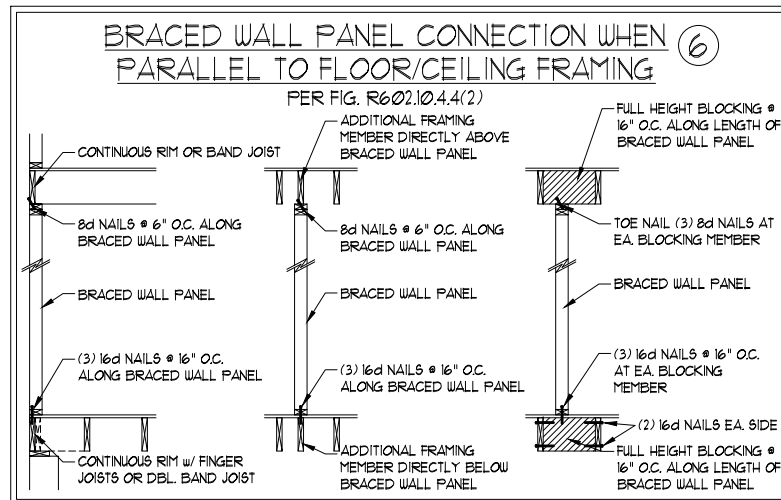 BRACED WALL PANEL CONNECTION WHEN
PARALLEL TO FLOOR/CEILING FRAMING
6
PER FIG. R602.10.4.4(2)
CONTINUOUS RIM OR BAND JOIST
8d NAILS @ 6" O.C. ALONG
BRACED WALL PANEL
BRACED WALL PANEL
(3) 16d NAILS @ 16" O.C.
ALONG BRACED WALL PANEL
CONTINUOUS RIM w/ FINGER
JOISTS OR DBL. BAND JOIST
ADDITIONAL FRAMING
MEMBER DIRECTLY ABOVE
BRACED WALL PANEL
8d NAILS @ 6" O.C. ALONG
BRACED WALL PANEL
BRACED WALL PANEL
(3) 16d NAILS @ 16" O.C.
ALONG BRACED WALL PANEL
ADDITIONAL FRAMING
MEMBER DIRECTLY BELOW
BRACED WALL PANEL
FULL HEIGHT BLOCKING @
16" O.C. ALONG LENGTH OF
BRACED WALL PANEL
TOE NAIL (3) 8d NAILS AT
EA. BLOCKING MEMBER
BRACED WALL PANEL
(3) 16d NAILS @ 16" O.C.
AT EA. BLOCKING
MEMBER
(2) 16d NAILS EA. SIDE
FULL HEIGHT BLOCKING @
16" O.C. ALONG LENGTH OF
BRACED WALL PANEL